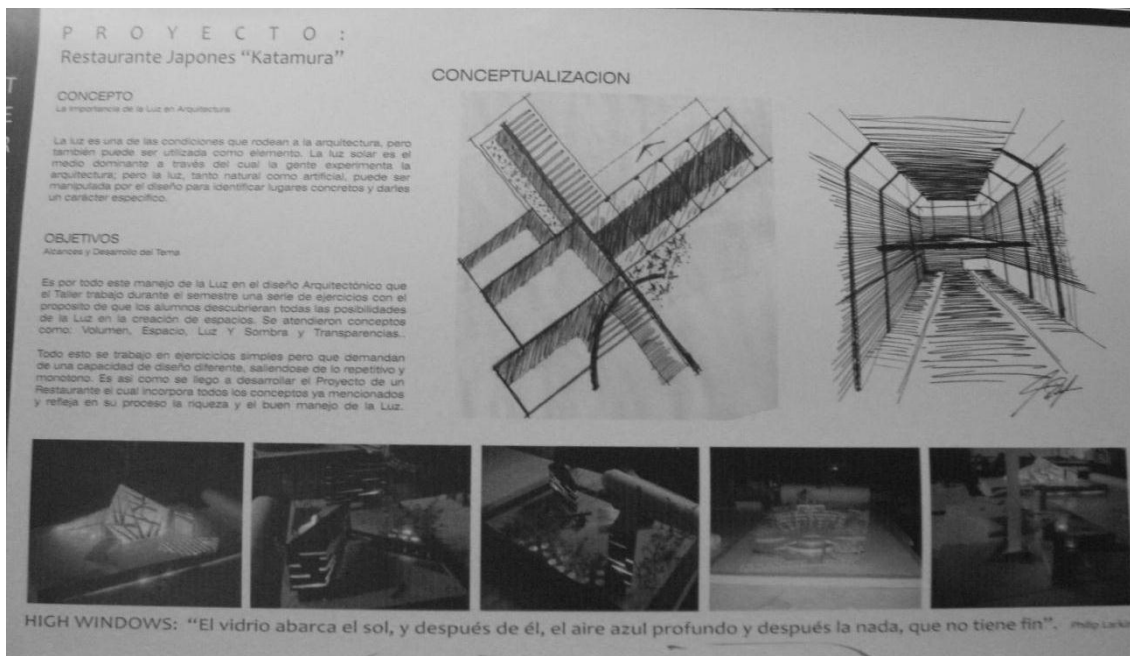 P R O Y E C T O :
Restaurante Japones “Katamura”
CONCEPTO
La Importancia de la Luz en Arquitectura
La luz es una de las condiciones que rodean a la arquitectura, pero
también puede ser utilizada como elemento. La luz solar es el
medio dominante a través del cual la gente experimenta la
arquitectura; pero la luz, tanto natural como artificial, puede ser
manipulada por el diseño para identificar lugares concretos y darles
un carácter específico.
OBJETIVOS
Alcances y Desarrollo del Tema
Es por todo este manejo de la Luz en el diseño Arquitectónico que
el Taller trabajo durante el semestre una serie de ejercicios con el
propósito de que los alumnos descubrieran todas las posibilidades
de la Luz en la creación de espacios. Se atendieron conceptos
como: Volumen, Espacio, Luz Y Sombra y Transparencias..
Todo esto se trabajo en ejercicicios simples pero que demandan
de una capacidad de diseño diferente, saliendose de lo repetitivo y
monotono. Es asi como se llego a desarrollar el Proyecto de un
Restaurante el cual incorpora todos los conceptos ya mencionados
y refleja en su proceso la riqueza y el buen manejo de la Luz.
CONCEPTUALIZACION
HIGH WINDOWS: “El vidrio abarca el sol, y después de él, el aire azul profundo y después la nada, que no tiene fin”. Philip Larkin